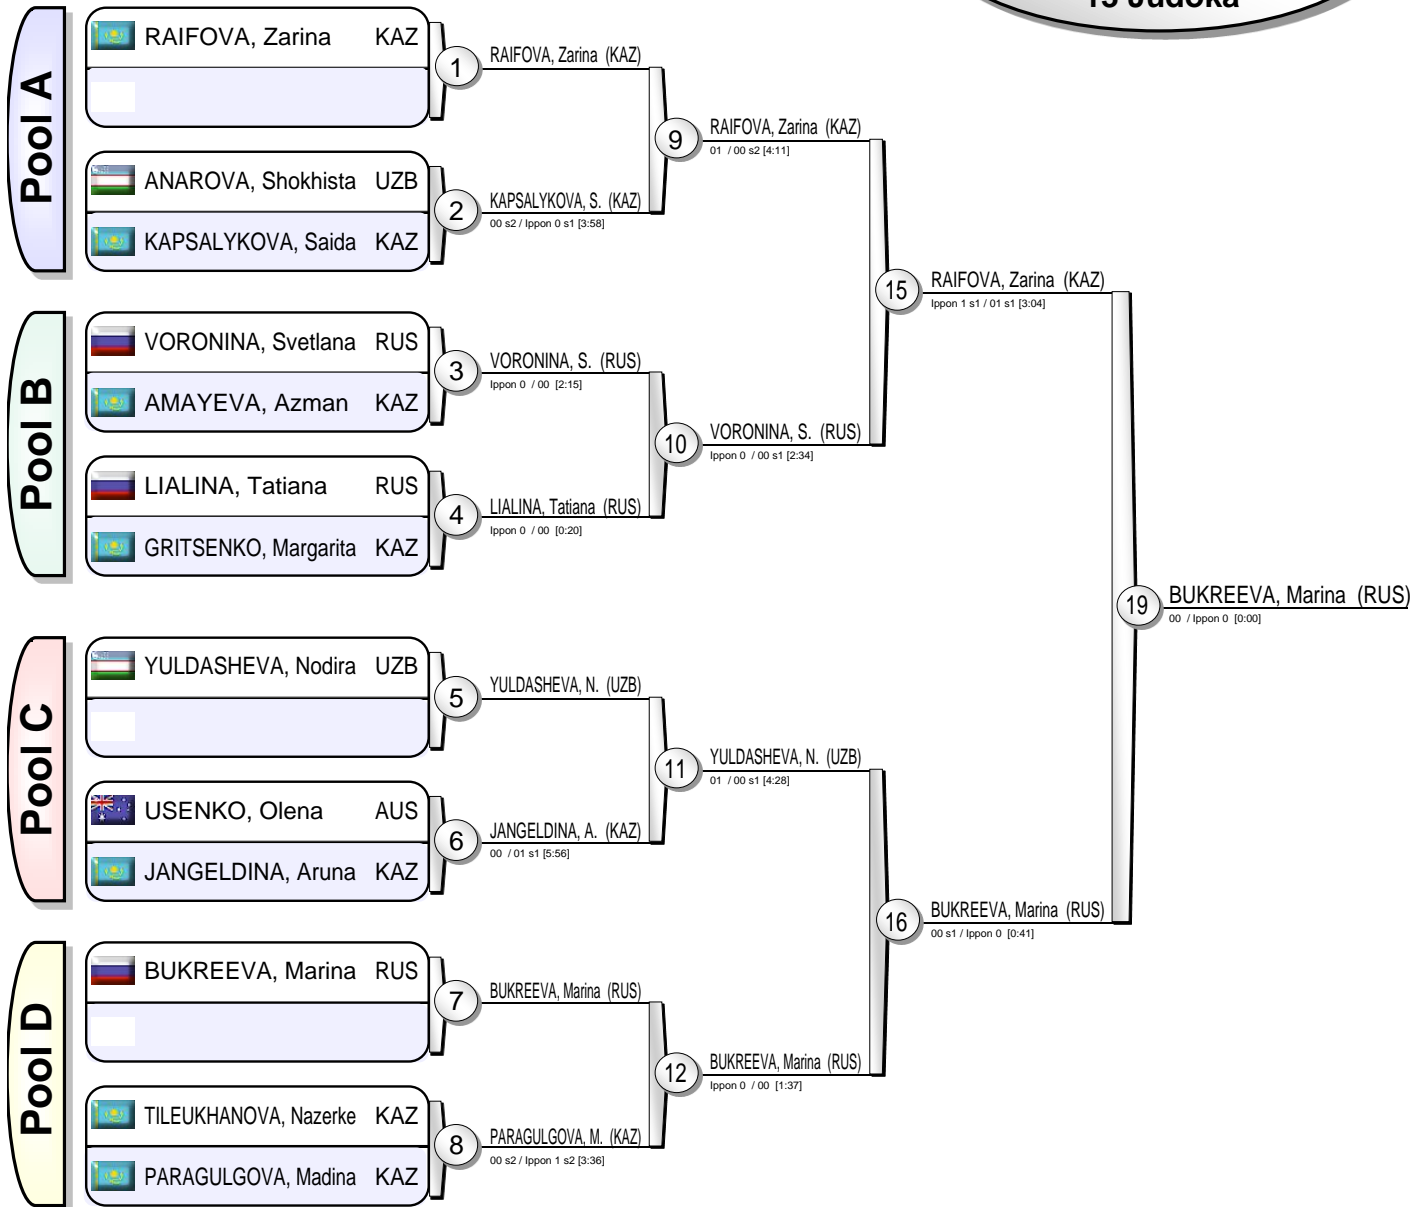 13 Judoka
Pool A
RAIFOVA, Zarina KAZ
1
RAIFOVA, Zarina (KAZ)
ANAROVA, Shokhista UZB
KAPSALYKOVA, Saida KAZ
2
KAPSALYKOVA, S. (KAZ)
00 s2 / Ippon 0 s1 [3:58]
9
RAIFOVA, Zarina (KAZ)
01 / 00 s2 [4:11]
Pool B
VORONINA, Svetlana RUS
AMAYEVA, Azman KAZ
3
VORONINA, S. (RUS)
Ippon 0 / 00 [2:15]
LIALINA, Tatiana RUS
GRITSENKO, Margarita KAZ
4
LIALINA, Tatiana (RUS)
Ippon 0 / 00 [0:20]
10
VORONINA, S. (RUS)
Ippon 0 / 00 s1 [2:34]
15
RAIFOVA, Zarina (KAZ)
Ippon 1 s1 / 01 s1 [3:04]
Pool C
YULDASHEVA, Nodira UZB
5
YULDASHEVA, N. (UZB)
USENKO, Olena AUS
JANGELDINA, Aruna KAZ
6
JANGELDINA, A. (KAZ)
00 / 01 s1 [5:56]
11
YULDASHEVA, N. (UZB)
01 / 00 s1 [4:28]
Pool D
BUKREEVA, Marina RUS
7
BUKREEVA, Marina (RUS)
TILEUKHANOVA, Nazerke KAZ
PARAGULGOVA, Madina KAZ
8
PARAGULGOVA, M. (KAZ)
00 s2 / Ippon 1 s2 [3:36]
12
BUKREEVA, Marina (RUS)
Ippon 0 / 00 [1:37]
16
BUKREEVA, Marina (RUS)
00 s1 / Ippon 0 [0:41]
19
BUKREEVA, Marina (RUS)
00 / Ippon 0 [0:00]